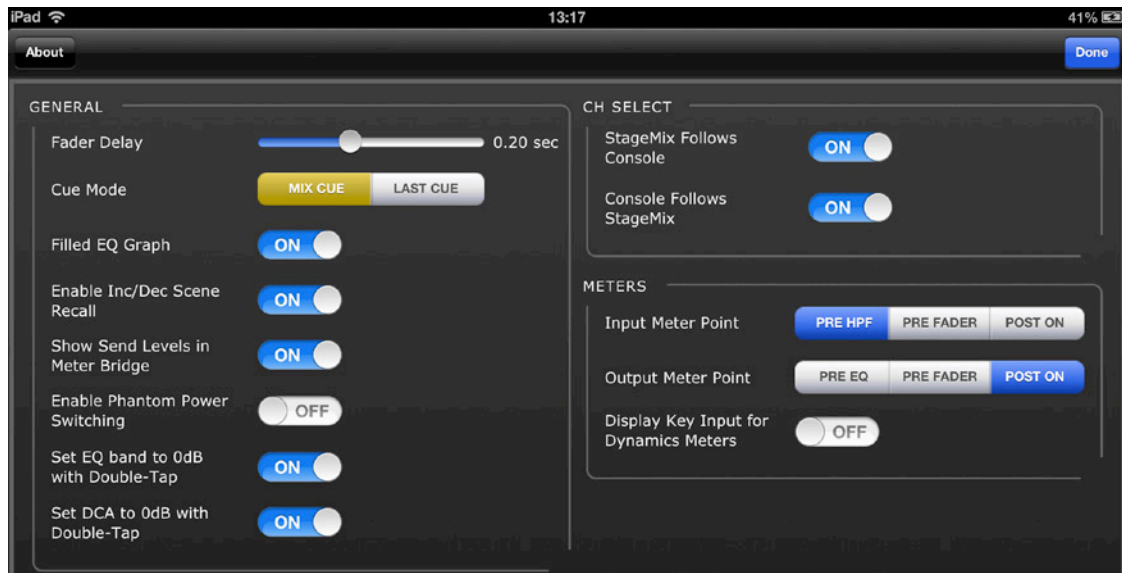 iPad 13:17 41%
About Done
GENERAL
Fader Delay 0.20 sec
Cue Mode MIX CUE LAST CUE
Filled EQ Graph ON
Enable Inc/Dec Scene
Recall ON
Show Send Levels in
Meter Bridge ON
Enable Phantom Power
Switching OFF
Set EQ band to 0dB
with Double-Tap ON
Set DCA to 0dB with
Double-Tap ON
CH SELECT
StageMix Follows
Console ON
Console Follows
StageMix ON
METERS
Input Meter Point PRE HPF PRE FADER POST ON
Output Meter Point PRE EQ PRE FADER POST ON
Display Key Input for
Dynamics Meters OFF